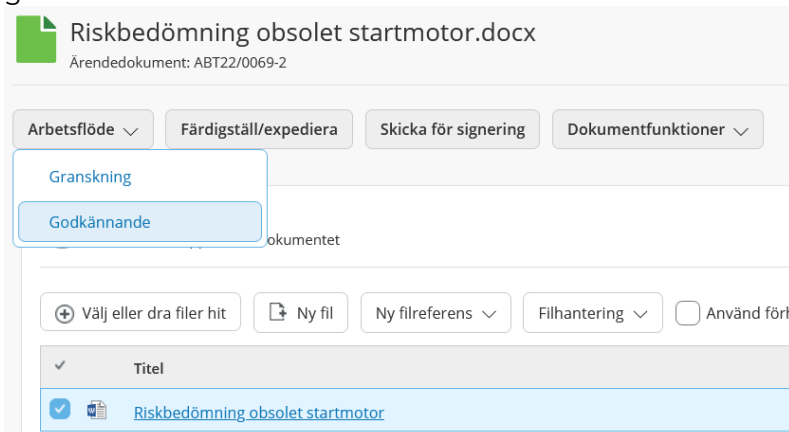 Riskbedömning obsolet startmotor.docx
Ärendedokument: ABT22/0069-2
Arbetsflöde Färdigställ/expediera Skicka för signering Dokumentfunktioner
Granskning
Godkännande
okumentet
Välj eller dra filer hit Ny fil Ny filreferens Filhantering Använd förh
Titel
Riskbedömning obsolet startmotor